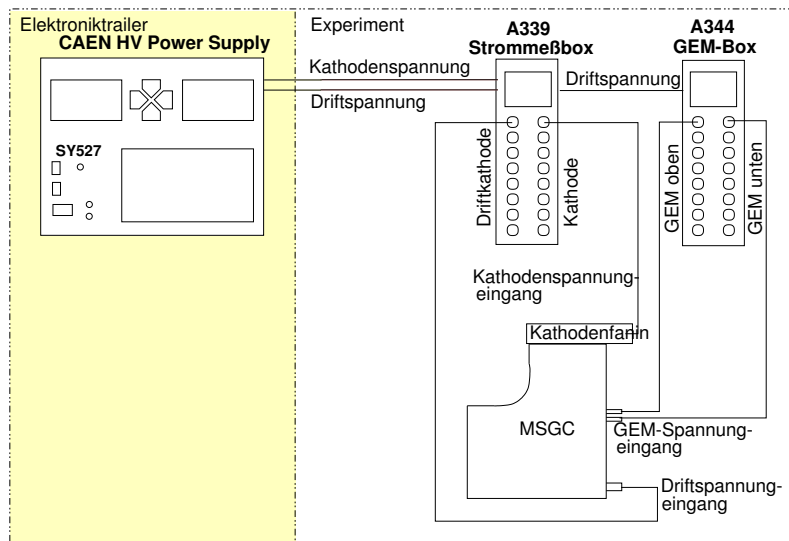 Elektroniktrailer
CAEN HV Power Supply
SY527
Experiment
Kathodenspannung
Driftspannung
A339
Strommeßbox
Driftspannung
A344
GEM-Box
Driftkathode
Kathode
GEM oben
GEM unten
Kathodenspannung-
eingang
Kathodenfanin
MSGC
GEM-Spannung-
eingang
Driftspannung-
eingang